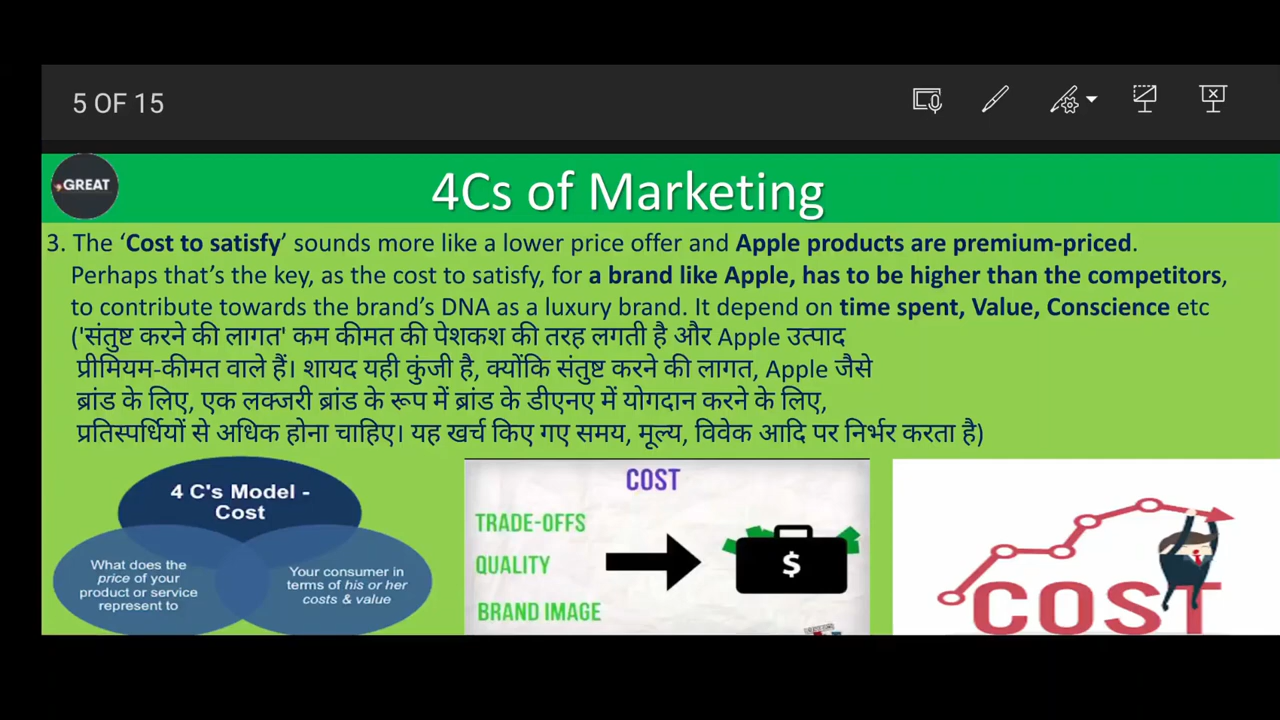 5 OF 15
GREAT
4Cs of Marketing
3. The ‘Cost to satisfy’ sounds more like a lower price offer and Apple products are premium-priced.
Perhaps that’s the key, as the cost to satisfy, for a brand like Apple, has to be higher than the competitors,
to contribute towards the brand’s DNA as a luxury brand. It depend on time spent, Value, Conscience etc
('संतुष्ट करने की लागत' कम कीमत की पेशकश की तरह लगती है और Apple उत्पाद
प्रीमियम-कीमत वाले हैं। शायद यही कुंजी है, क्योंकि संतुष्ट करने की लागत, Apple जैसे
ब्रांड के लिए, एक लक्जरी ब्रांड के रूप में ब्रांड के डीएनए में योगदान करने के लिए,
प्रतिस्पर्धियों से अधिक होना चाहिए। यह खर्च किए गए समय, मूल्य, विवेक आदि पर निर्भर करता है)
4 C's Model -
Cost
What does the
price of your
product or service
represent to
Your consumer in
terms of his or her
costs & value
COST
TRADE-OFFS
QUALITY
BRAND IMAGE
$
COST